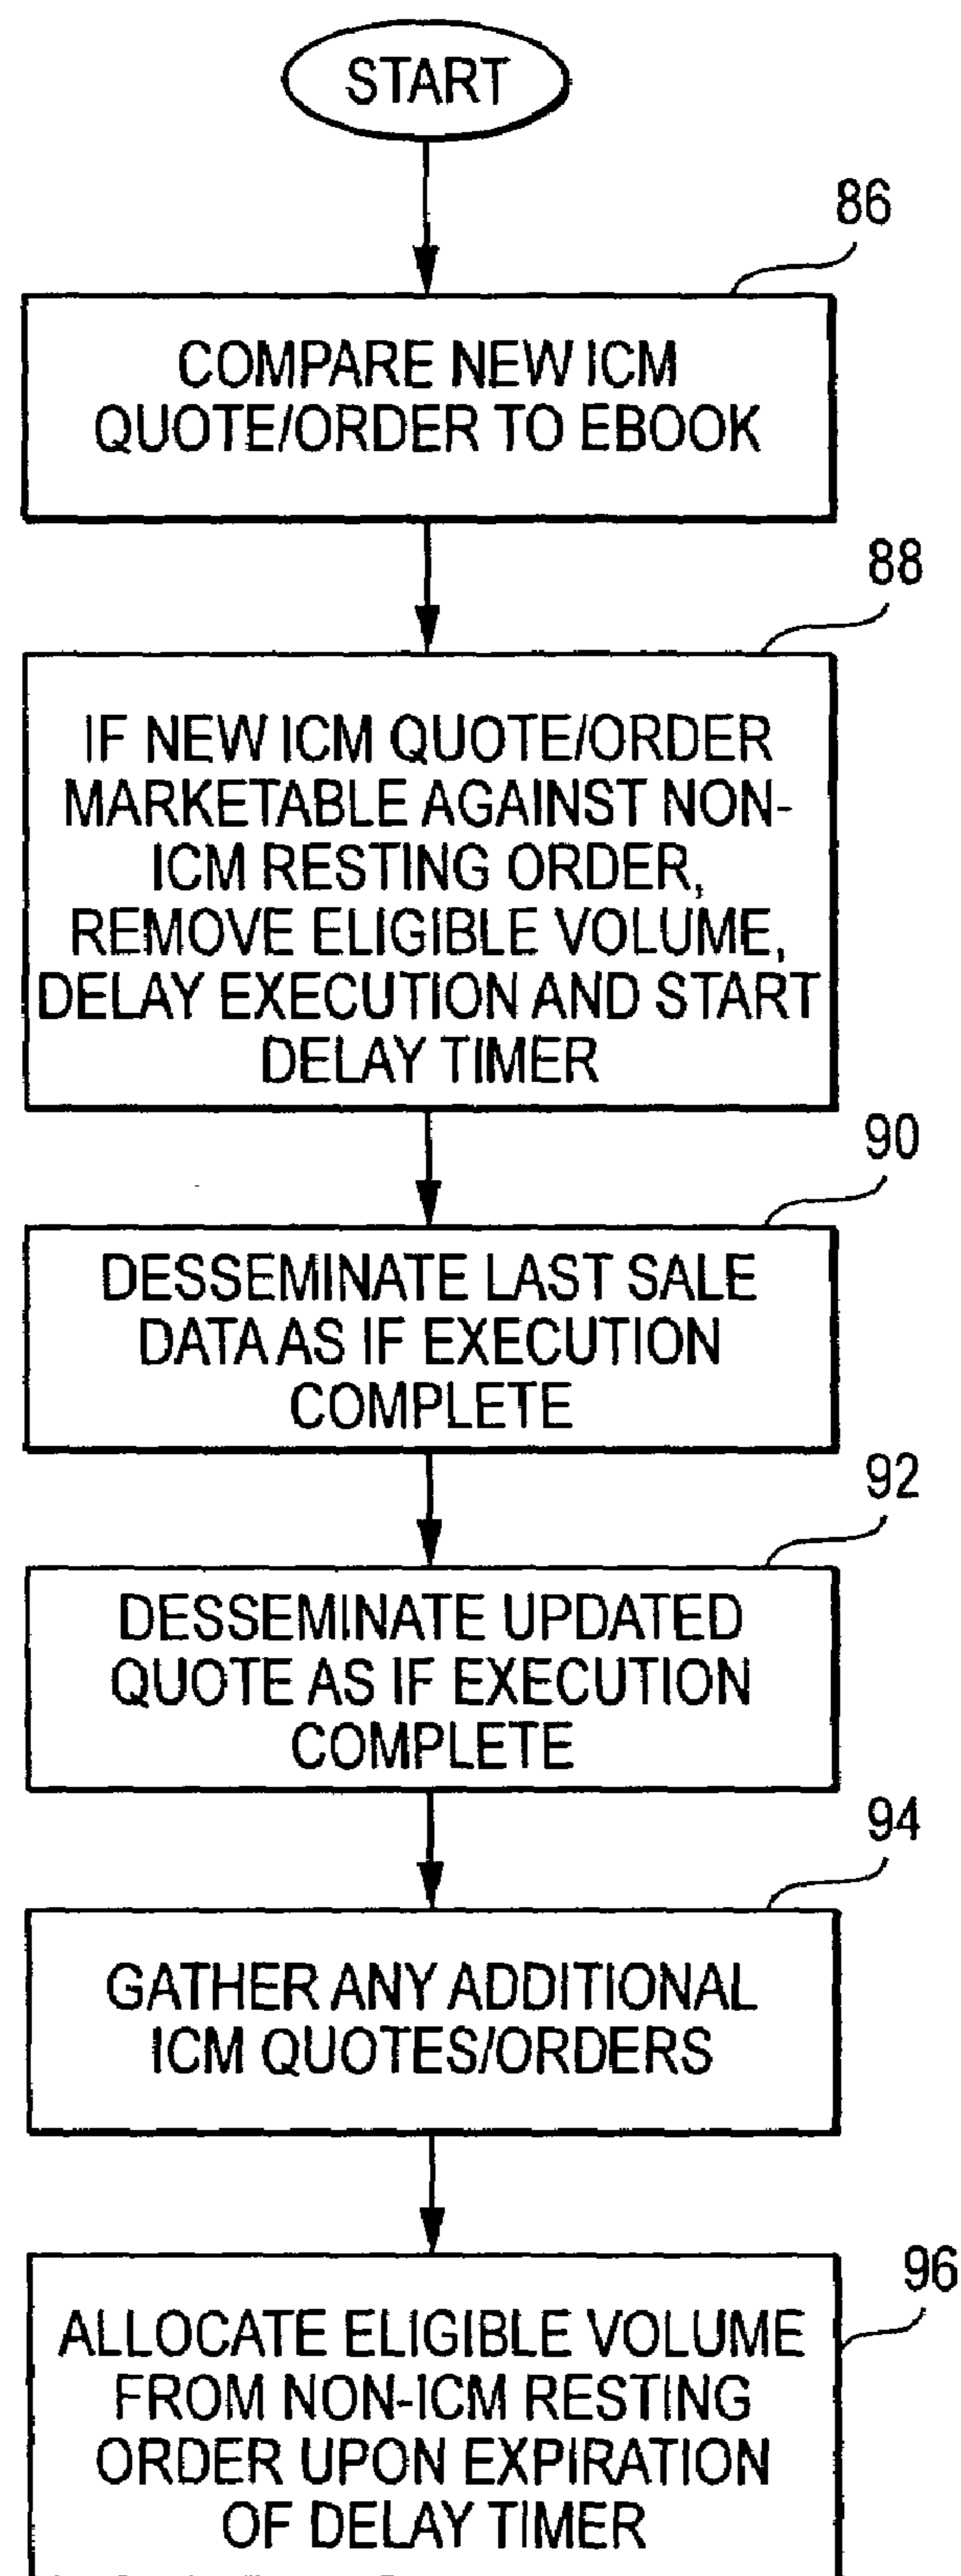 START
86
COMPARE NEW ICM
QUOTE/ORDER TO EBOOK
88
IF NEW ICM QUOTE/ORDER
MARKETABLE AGAINST NON-
ICM RESTING ORDER,
REMOVE ELIGIBLE VOLUME,
DELAY EXECUTION AND START
DELAY TIMER
90
DESSEMINATE LAST SALE
DATA AS IF EXECUTION
COMPLETE
92
DESSEMINATE UPDATED
QUOTE AS IF EXECUTION
COMPLETE
94
GATHER ANY ADDITIONAL
ICM QUOTES/ORDERS
96
ALLOCATE ELIGIBLE VOLUME
FROM NON-ICM RESTING
ORDER UPON EXPIRATION
OF DELAY TIMER